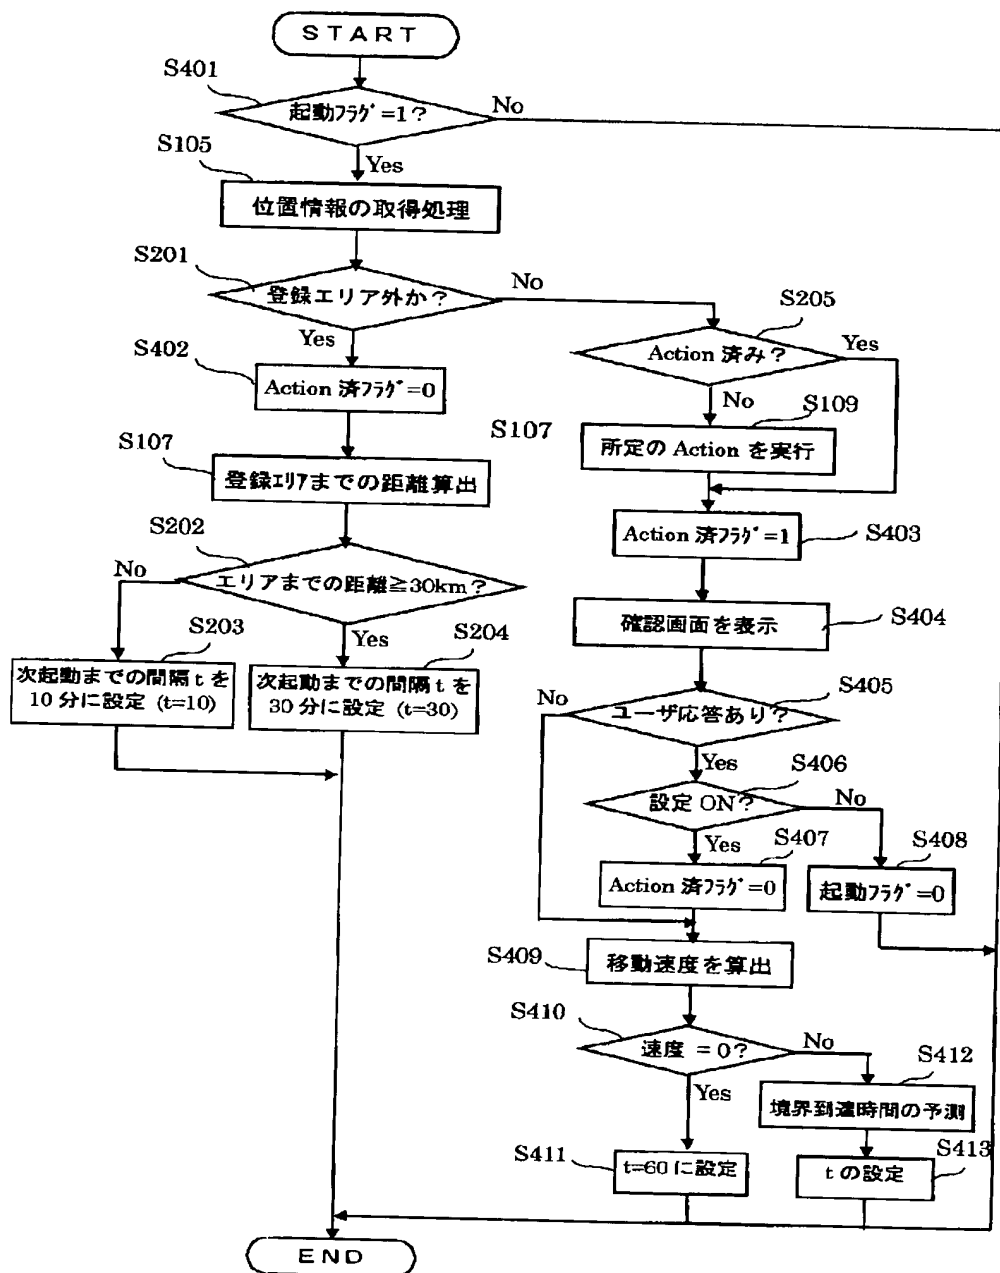 START
S401
起動ﾌﾗｸﾞ=1?
No
Yes
S105
位置情報の取得処理
S201
登録エリア外か?
No
Yes
S205
Action 済み?
Yes
No
S402
Action 済ﾌﾗｸﾞ=0
S109
所定の Action を実行
S107
S107
登録ｴﾘｱまでの距離算出
Action 済ﾌﾗｸﾞ=1
S403
S202
エリアまでの距離≧30km?
No
Yes
確認画面を表示
S404
S203
次起動までの間隔 t を
10 分に設定 (t=10)
S204
次起動までの間隔 t を
30 分に設定 (t=30)
S405
ユーザ応答あり?
No
Yes
S406
設定 ON?
No
Yes
S407
Action 済ﾌﾗｸﾞ=0
S408
起動ﾌﾗｸﾞ=0
S409
移動速度を算出
S410
速度 =0?
No
Yes
S412
境界到達時間の予測
S411
t=60 に設定
S413
t の設定
END